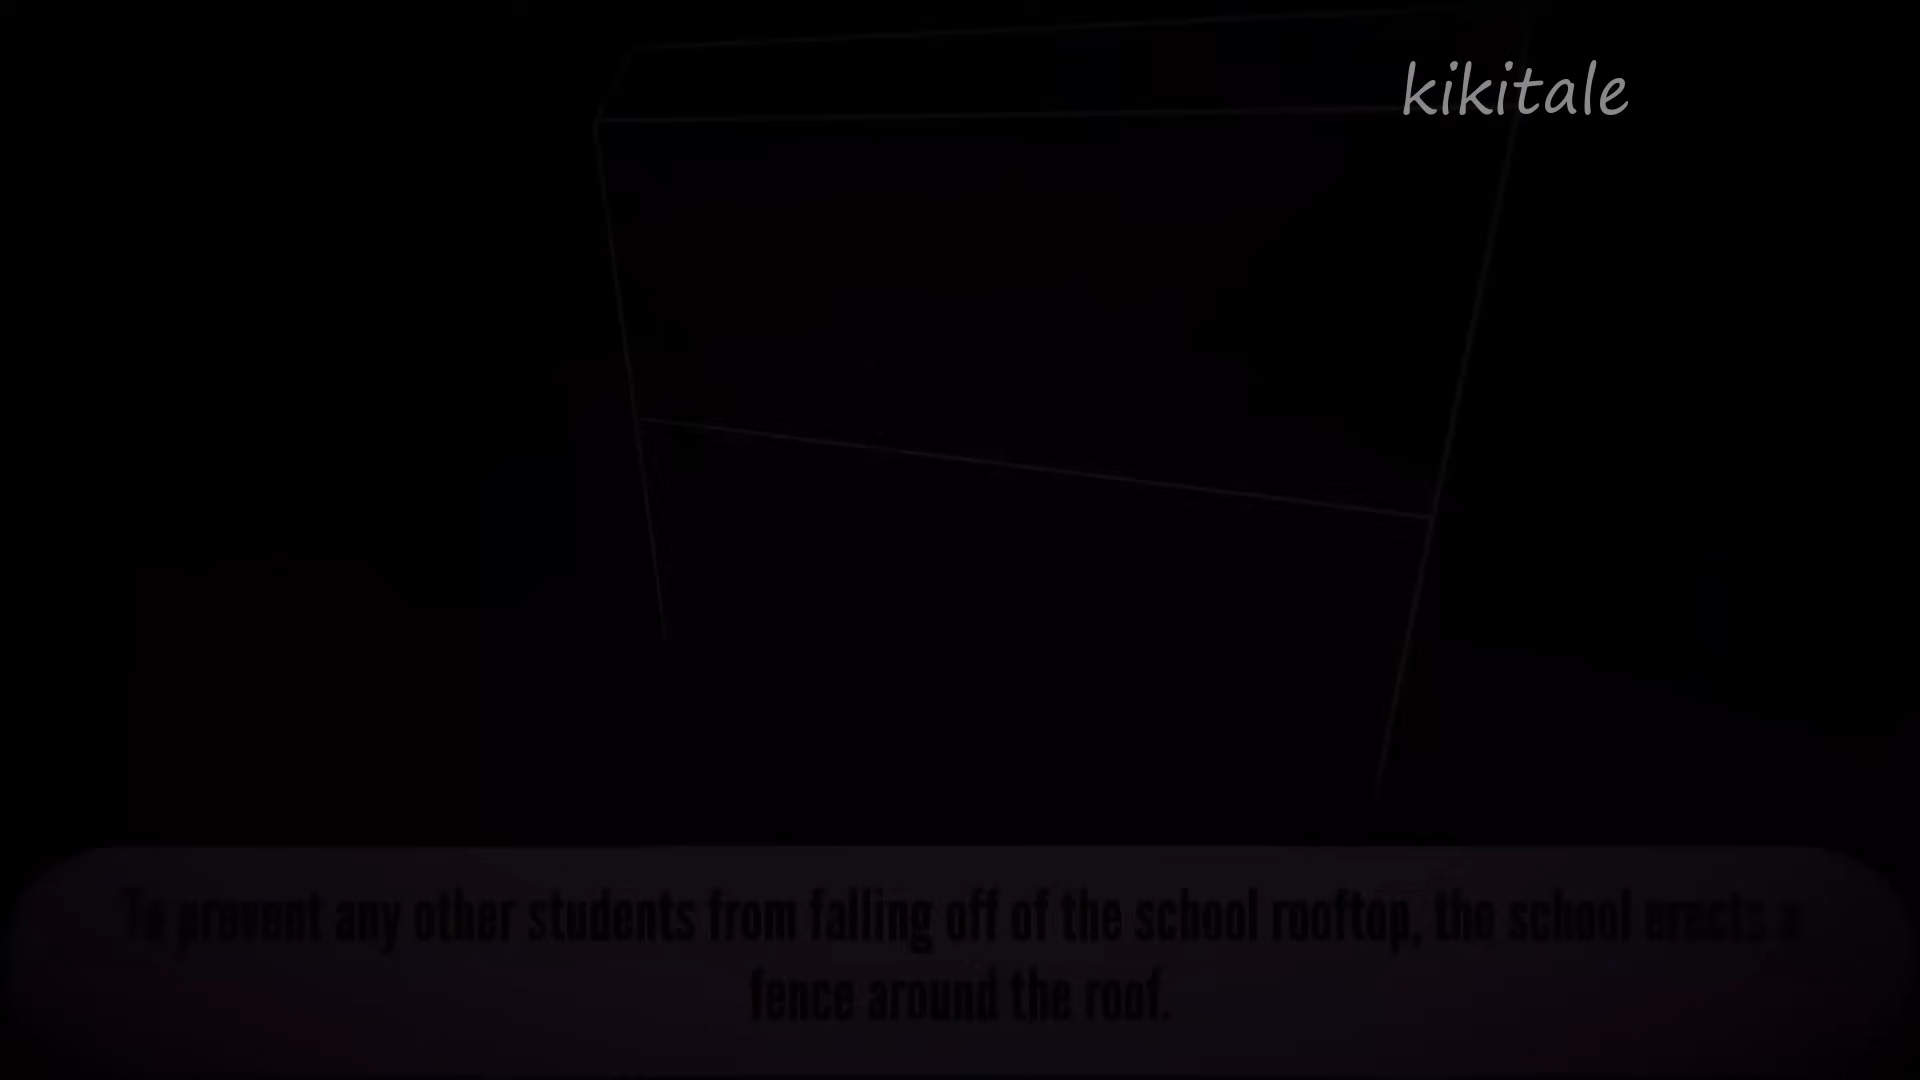 kikitale
To prevent any other students from falling off of the school rooftop, the school erects a
fence around the roof.